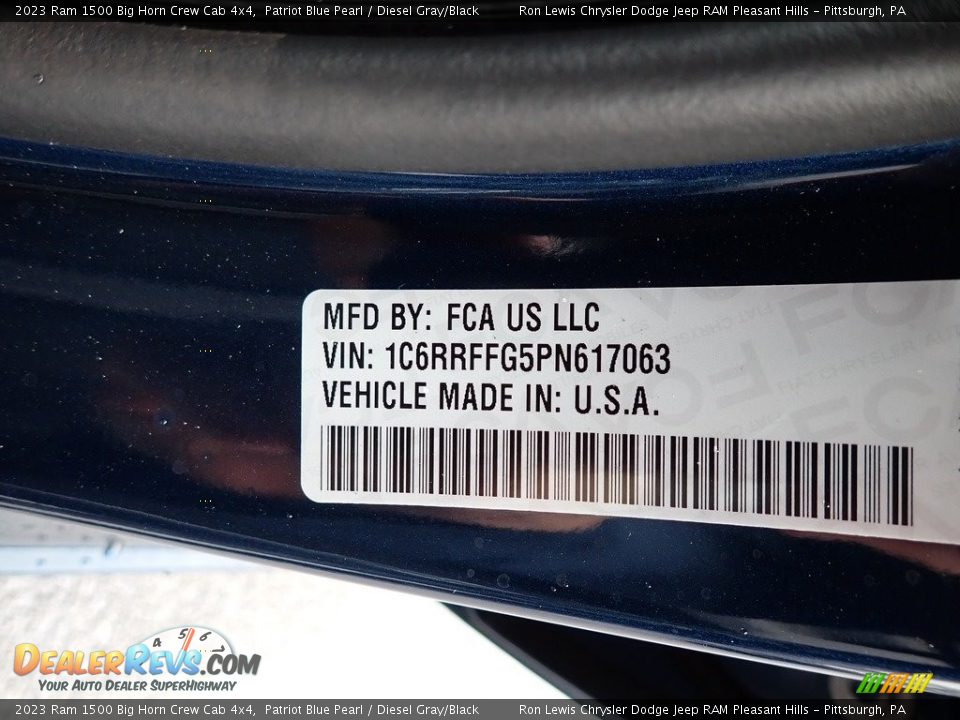 2023 Ram 1500 Big Horn Crew Cab 4x4, Patriot Blue Pearl / Diesel Gray/Black Ron Lewis Chrysler Dodge Jeep RAM Pleasant Hills - Pittsburgh, PA
MFD BY: FCA US LLC
VIN: 1C6RRFFG5PN617063
VEHICLE MADE IN: U.S.A.
4 5 6
DealerRevs.com
Your Auto Dealer SuperHighway
2023 Ram 1500 Big Horn Crew Cab 4x4, Patriot Blue Pearl / Diesel Gray/Black Ron Lewis Chrysler Dodge Jeep RAM Pleasant Hills - Pittsburgh, PA